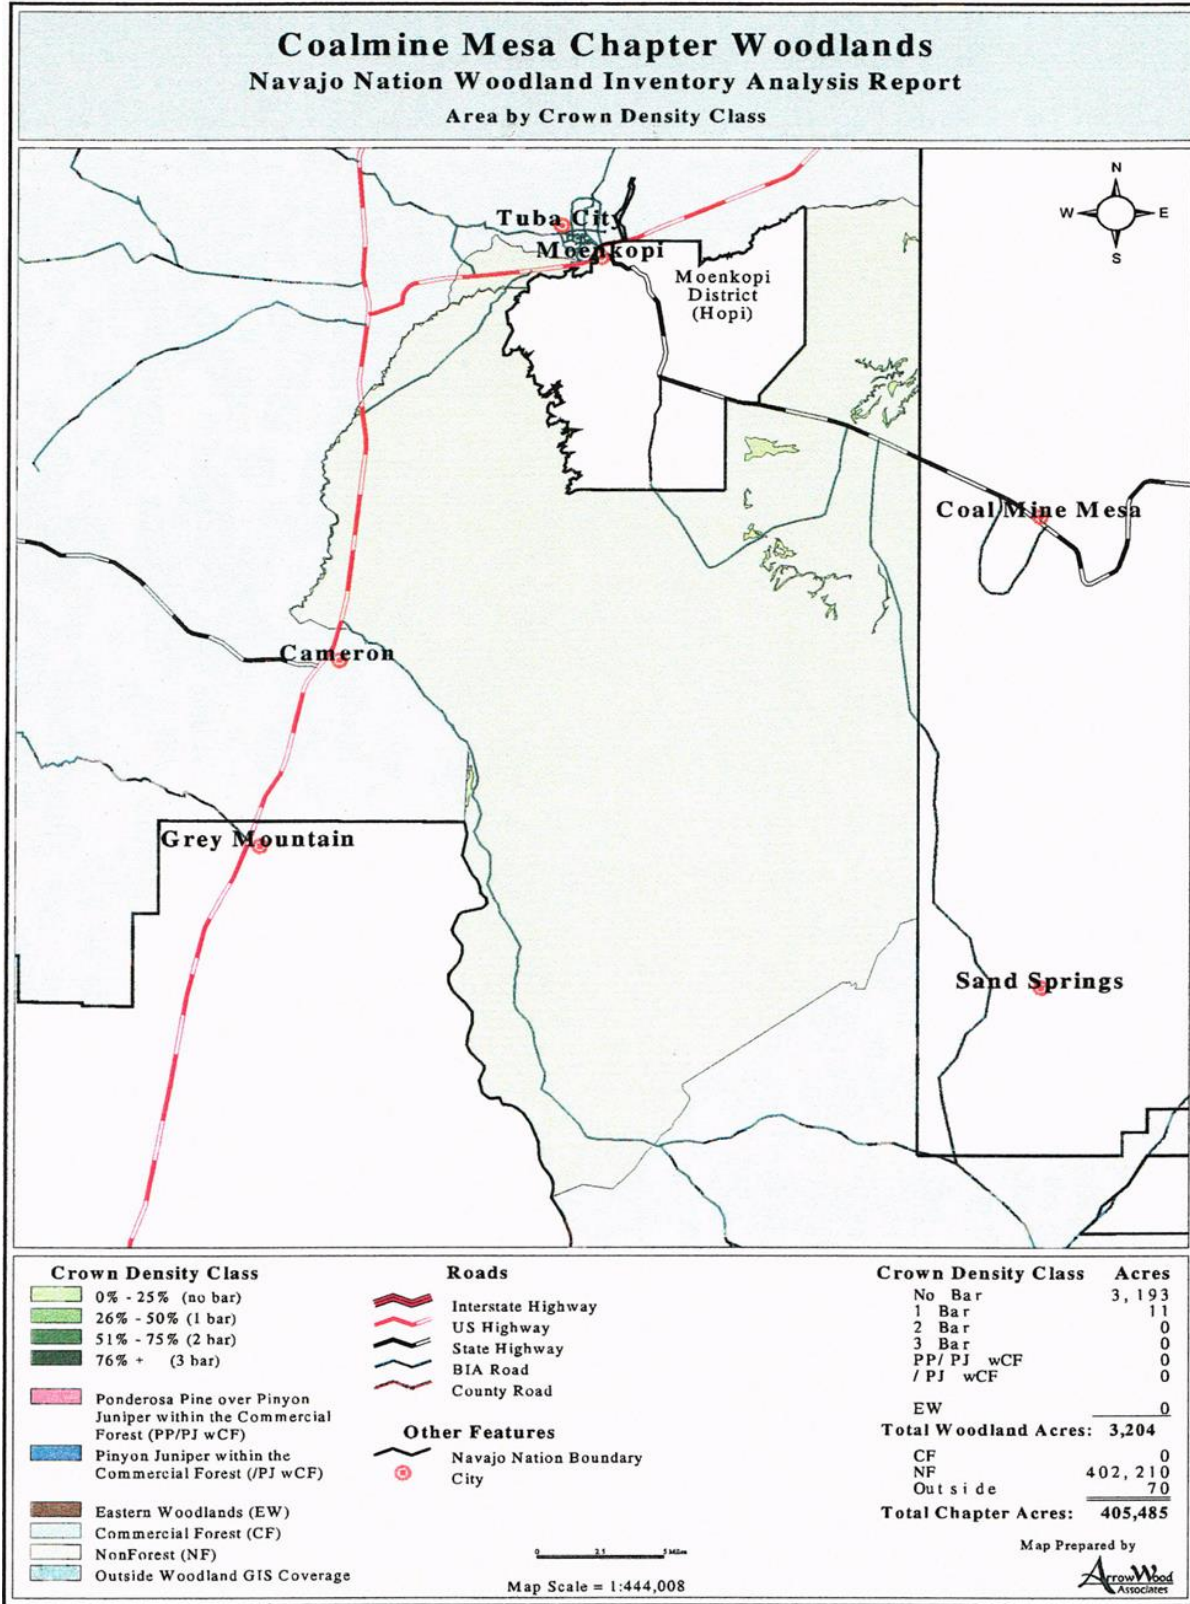 Coalmine Mesa Chapter Woodlands
Navajo Nation Woodland Inventory Analysis Report
Area by Crown Density Class
N
W E
S
Tuba City
Moenkopi
Moenkopi
District
(Hopi)
Coal Mine Mesa
Cameron
Grey Mountain
Sand Springs
Crown Density Class
0% - 25% (no bar)
26% - 50% (1 bar)
51% - 75% (2 bar)
76% + (3 bar)
Ponderosa Pine over Pinyon
Juniper within the Commercial
Forest (PP/PJ wCF)
Pinyon Juniper within the
Commercial Forest (/PJ wCF)
Eastern Woodlands (EW)
Commercial Forest (CF)
NonForest (NF)
Outside Woodland GIS Coverage
Roads
Interstate Highway
US Highway
State Highway
BIA Road
County Road
Other Features
Navajo Nation Boundary
City
0 2.5 5 Miles
Map Scale = 1:444,008
Crown Density Class Acres
No Bar 3,193
1 Bar 11
2 Bar 0
3 Bar 0
PP/ PJ wCF 0
/ PJ wCF 0
EW 0
Total Woodland Acres: 3,204
CF 0
NF 402,210
Outside 70
Total Chapter Acres: 405,485
Map Prepared by
ArrowWood
Associates